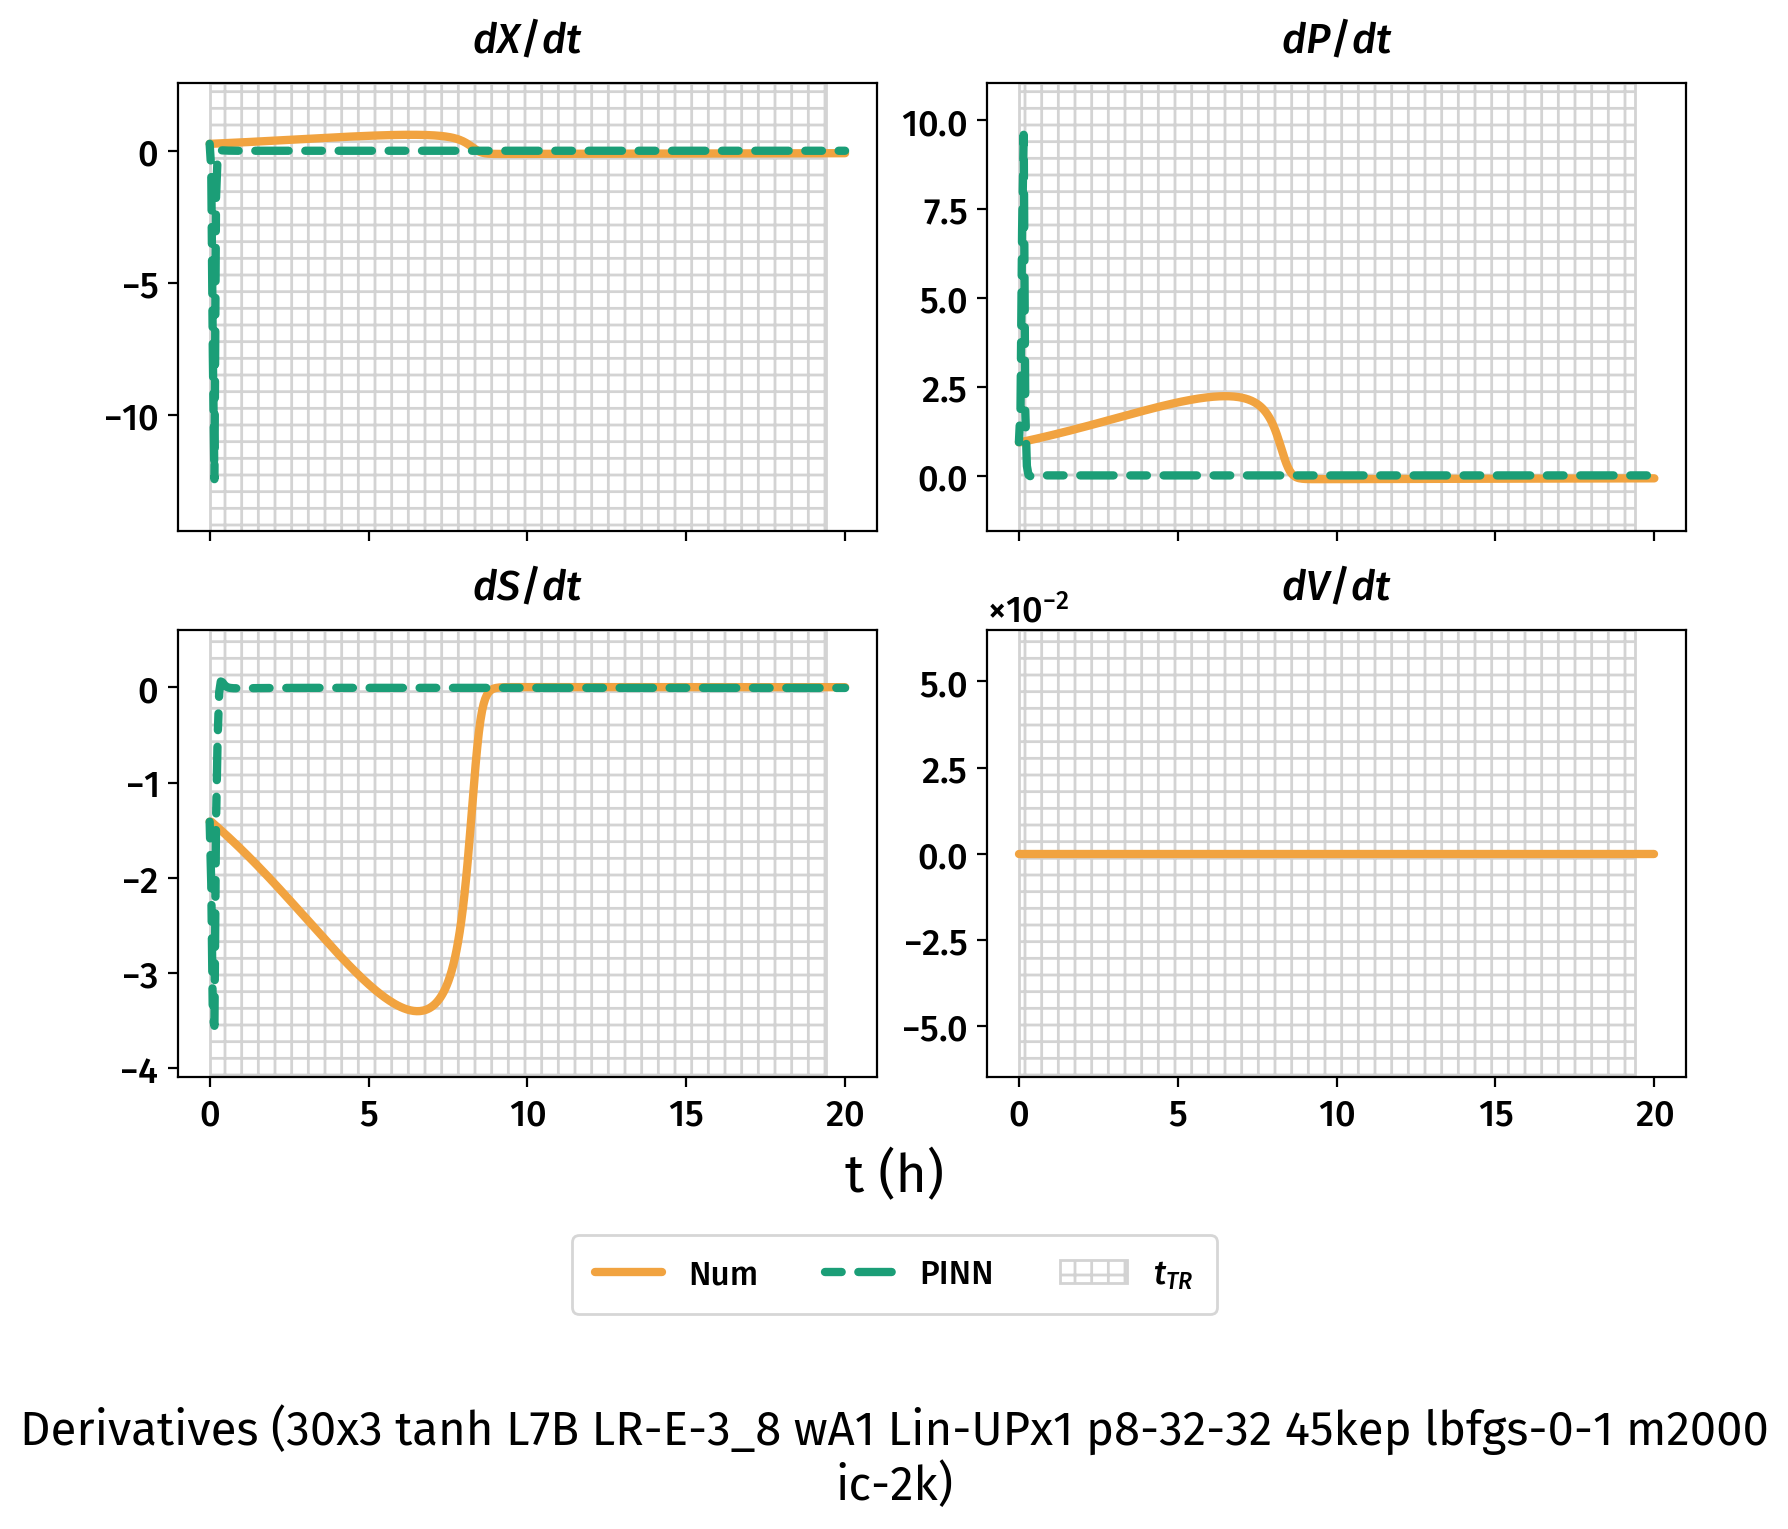 dX/dt
dP/dt
0
−5
−10
10.0
7.5
5.0
2.5
0.0
dS/dt
dV/dt
×10⁻²
0
−1
−2
−3
−4
5.0
2.5
0.0
−2.5
−5.0
0 5 10 15 20
0 5 10 15 20
t (h)
Num PINN t_TR
Derivatives (30x3 tanh L7B LR-E-3_8 wA1 Lin-UPx1 p8-32-32 45kep lbfgs-0-1 m2000
ic-2k)